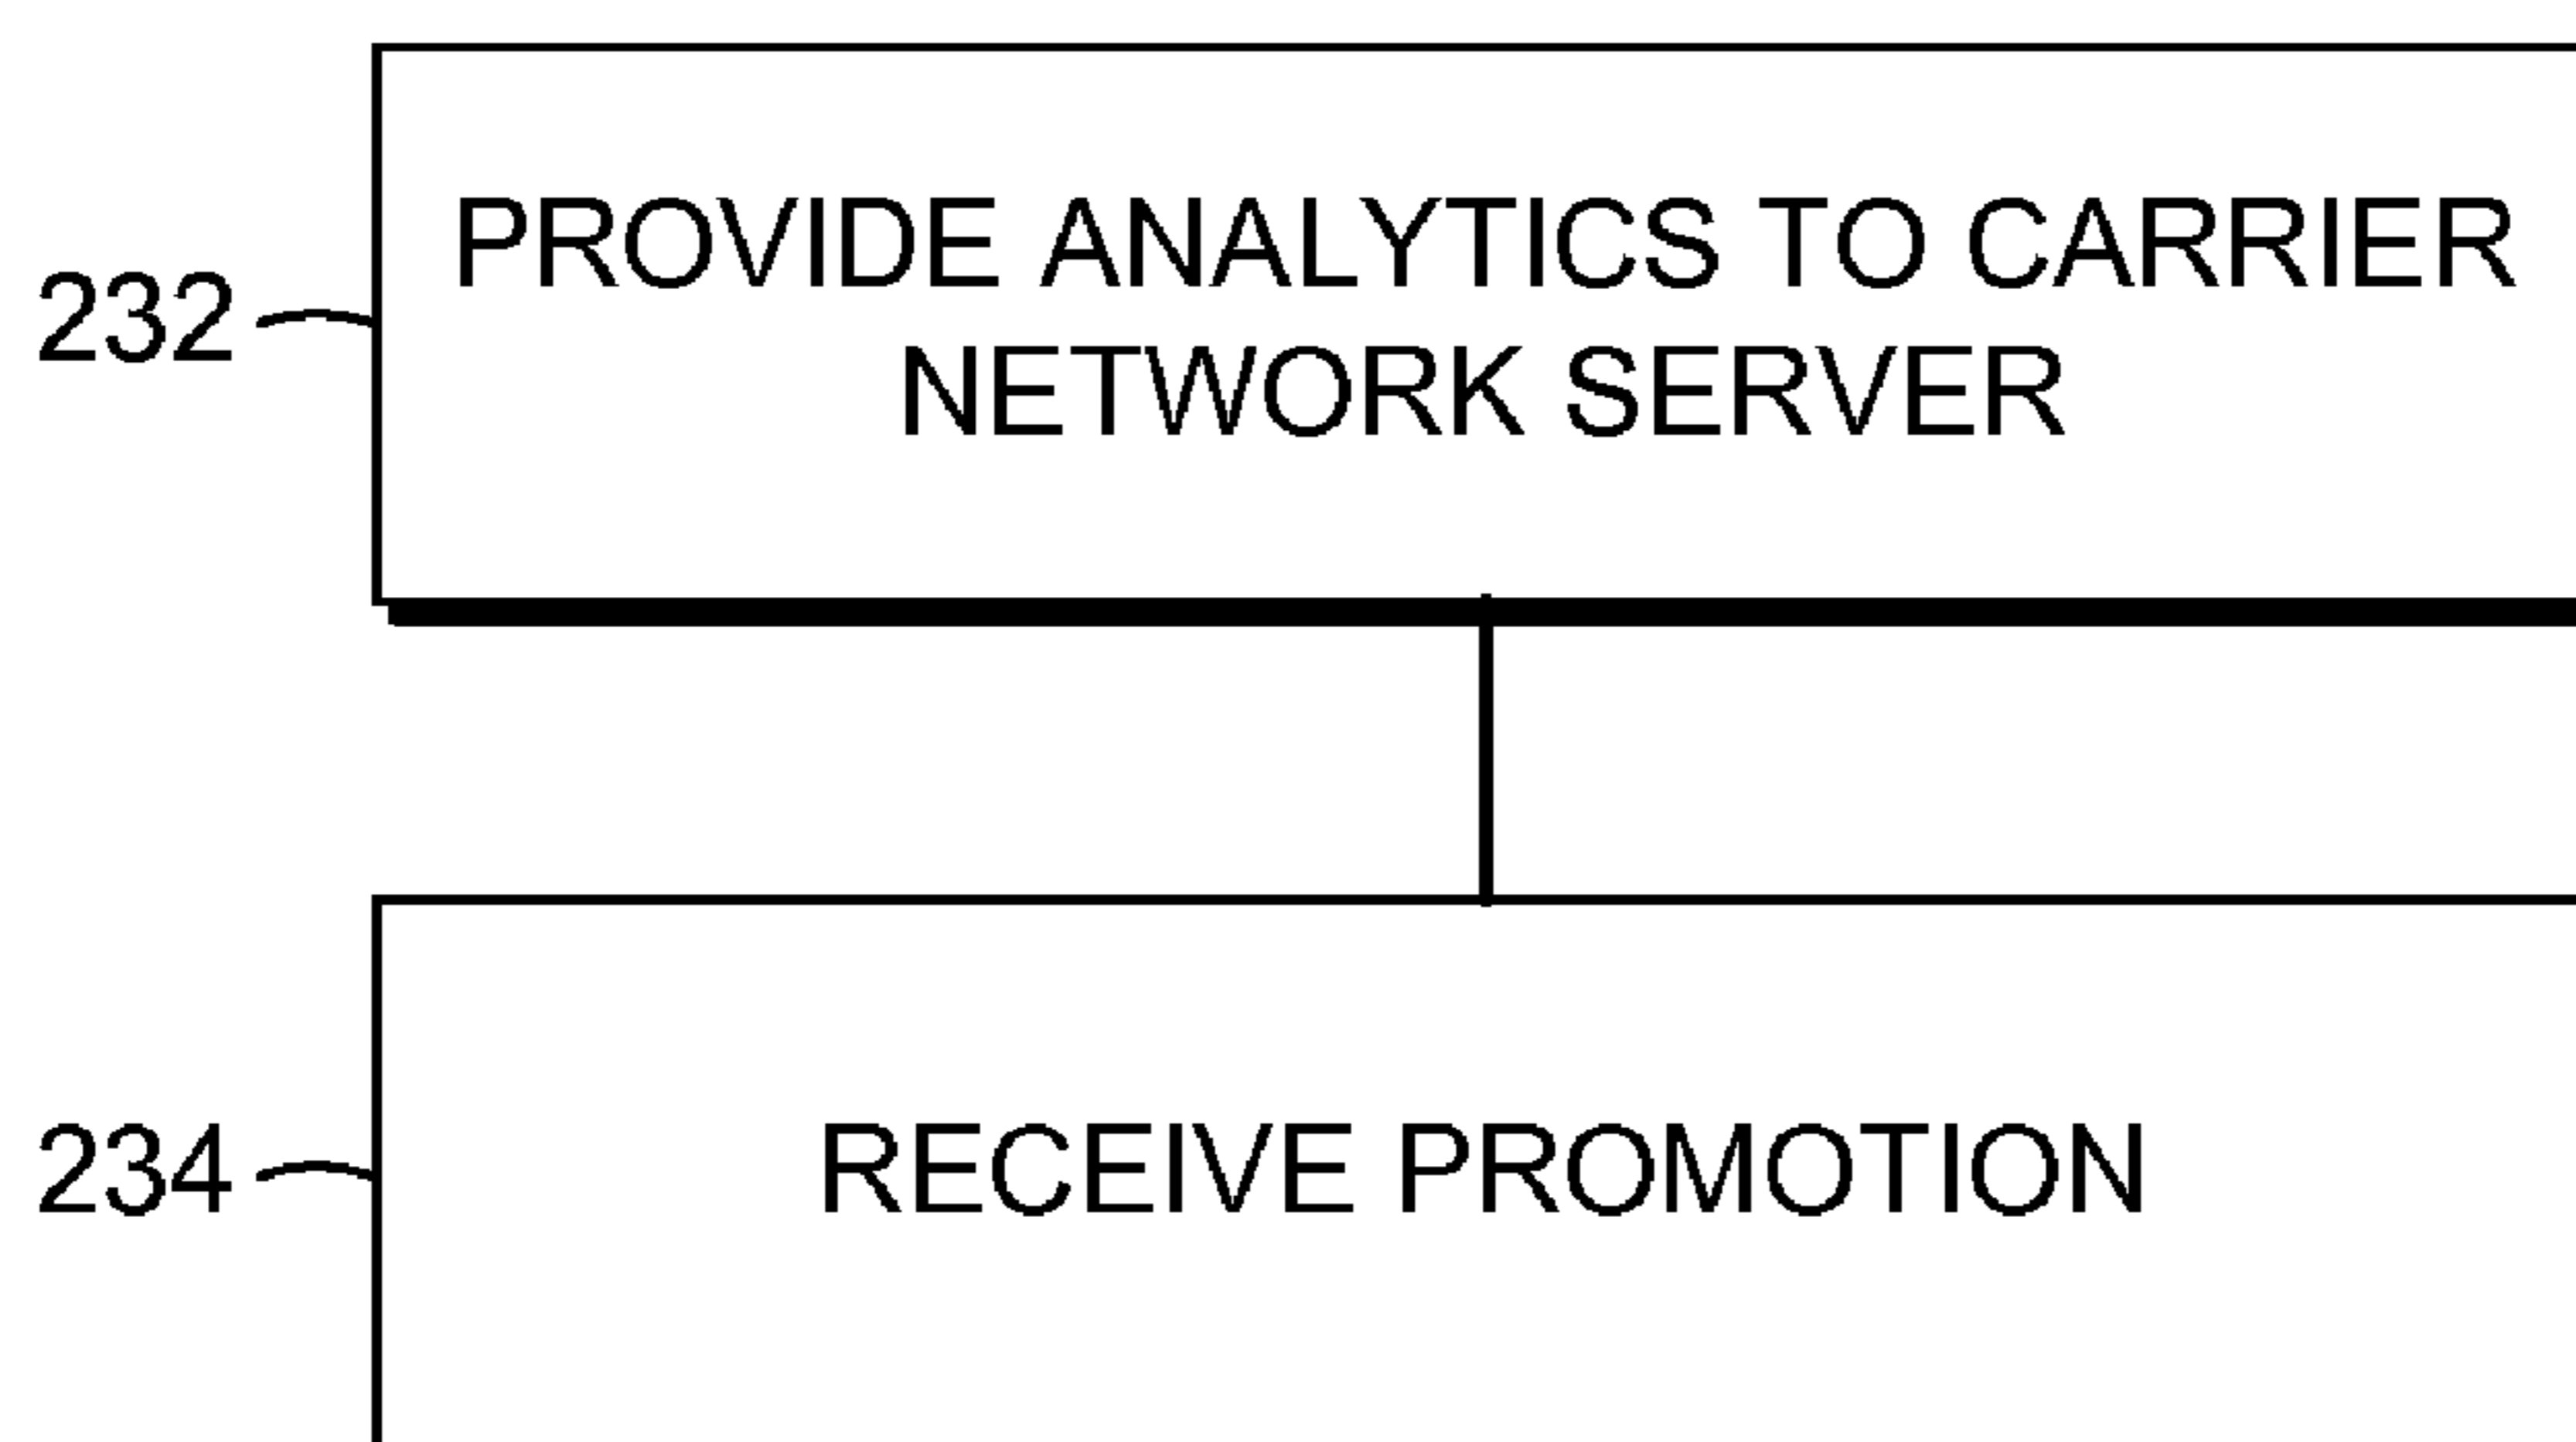 PROVIDE ANALYTICS TO CARRIER
232
NETWORK SERVER
234 RECEIVE PROMOTION